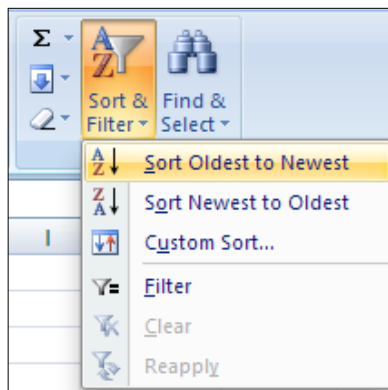 Σ
A
Z
Sort & Find &
Filter Select
A
Z
Sort Oldest to Newest
Z
A
Sort Newest to Oldest
Custom Sort...
I
Filter
Clear
Reapply